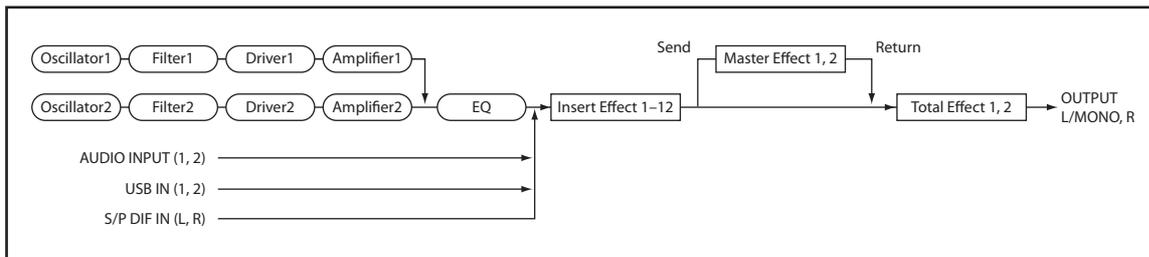 Send
Return
Oscillator1
Filter1
Driver1
Amplifier1
Master Effect 1, 2
Oscillator2
Filter2
Driver2
Amplifier2
EQ
Insert Effect 1–12
Total Effect 1, 2
OUTPUT
L/MONO, R
AUDIO INPUT (1, 2)
USB IN (1, 2)
S/P DIF IN (L, R)